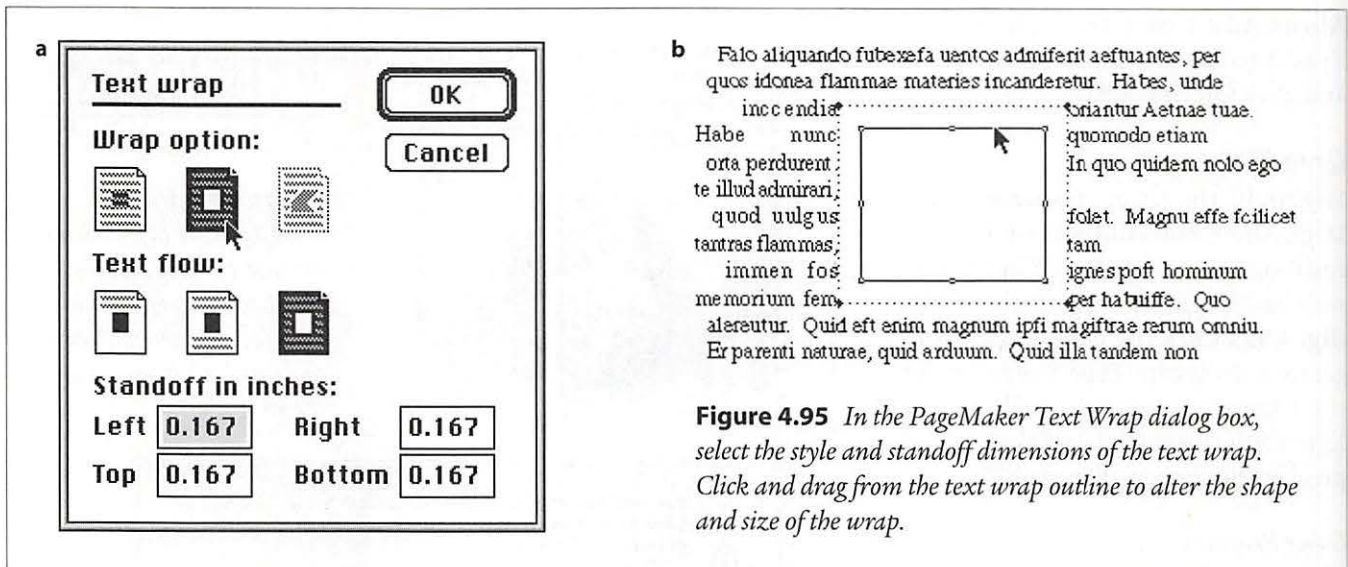 a
Text wrap
OK
Cancel
Wrap option:
Text flow:
Standoff in inches:
Left 0.167 Right 0.167
Top 0.167 Bottom 0.167
b
Falo aliquando fubexefa uentos admiferit aeftuantes, per
quos idonea flammae materies incanderetur. Habes, unde
inccendia oriantur Aetnae tuae.
Habe nunc quomodo etiam
orta perdurent In quo quidem nolo ego
te illud admirari,
quod uulgus folet. Magnu effe fcilicet
tantras flammas, tam
immen fos ignes poft hominum
memorium fem per habuiffe. Quo
alereutur. Quid eft enim magnum ipfi magiftrae rerum omniu.
Er parenti naturae, quid arduum. Quid illa tandem non
Figure 4.95 In the PageMaker Text Wrap dialog box,
select the style and standoff dimensions of the text wrap.
Click and drag from the text wrap outline to alter the shape
and size of the wrap.